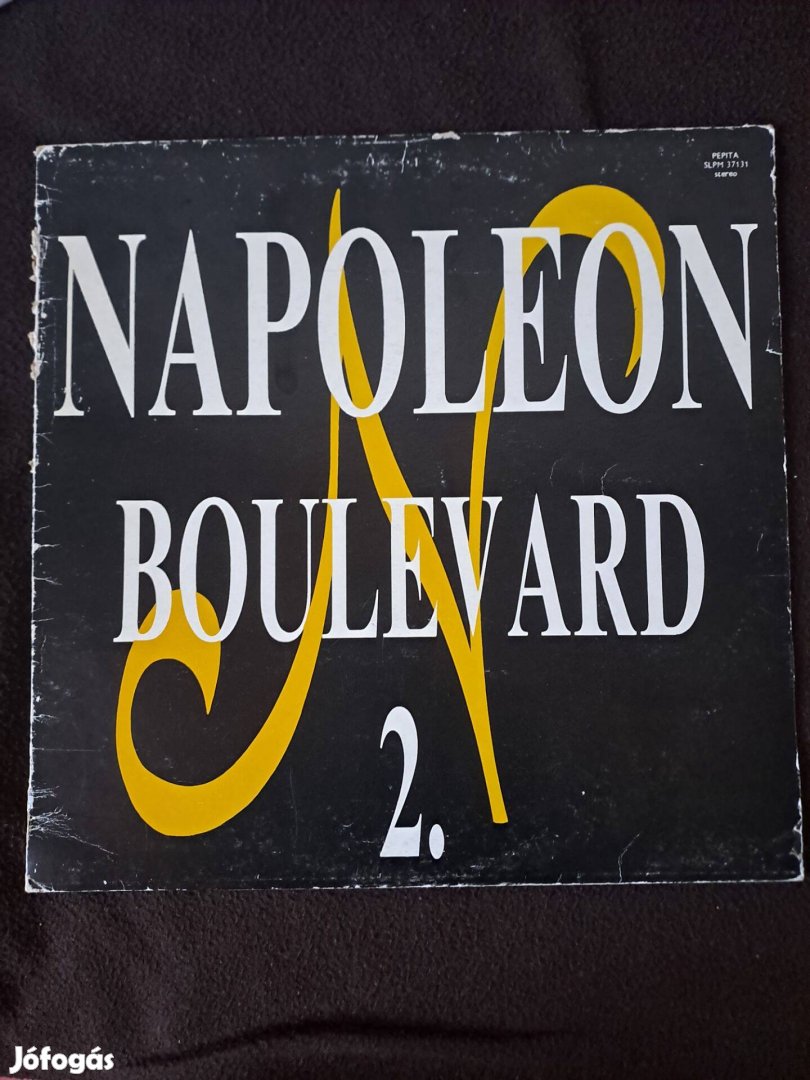 PEPITA
SLPM 37131
stereo
NAPOLEON
BOULEVARD
2.
Jófogás